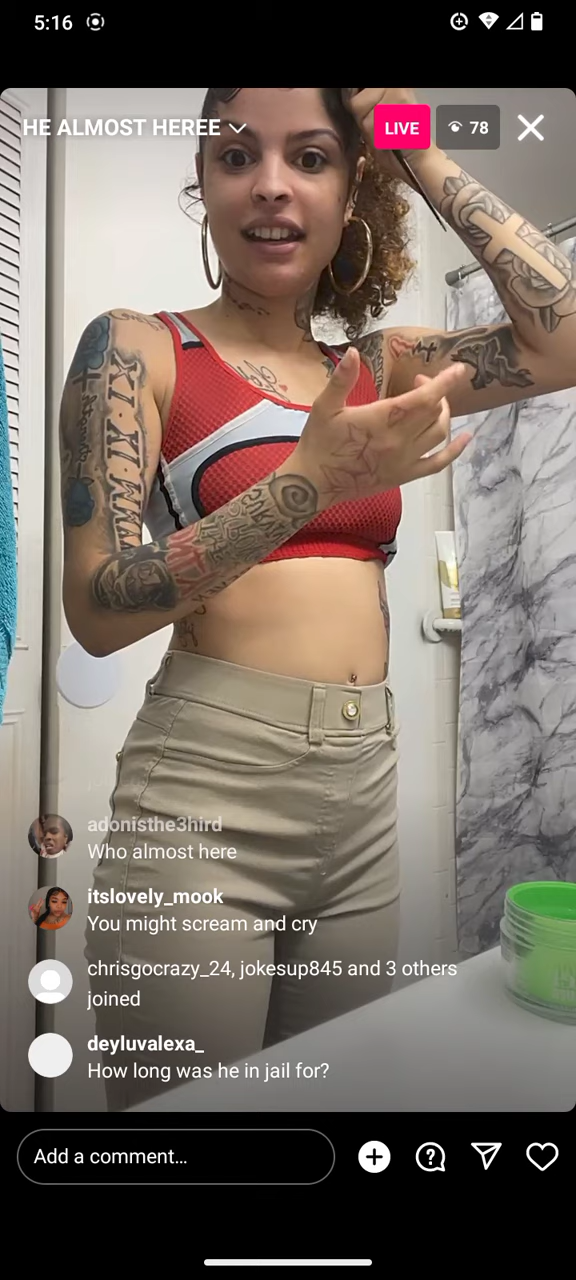 5:16
HE ALMOST HEREE
LIVE
78
adonisthe3hird
Who almost here
itslovely_mook
You might scream and cry
chrisgocrazy_24, jokesup845 and 3 others
joined
deyluvalexa_
How long was he in jail for?
Add a comment...